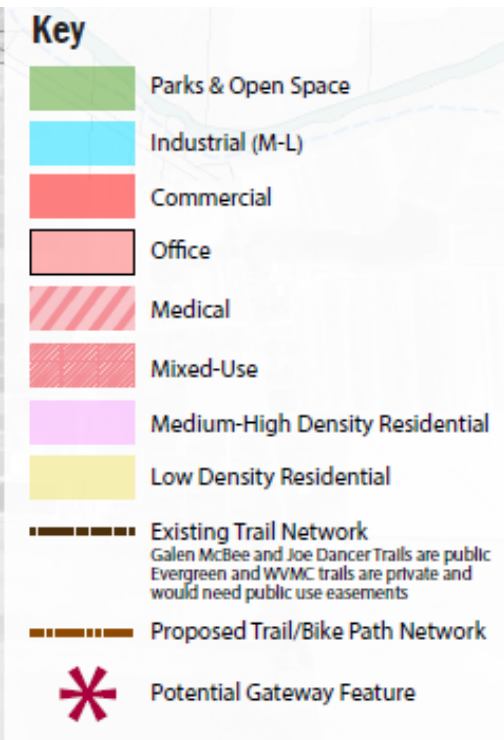 Key
Parks & Open Space
Industrial (M-L)
Commercial
Office
Medical
Mixed-Use
Medium-High Density Residential
Low Density Residential
Existing Trail Network
Galen McBee and Joe Dancer Trails are public
Evergreen and WVMC trails are private and
would need public use easements
Proposed Trail/Bike Path Network
Potential Gateway Feature